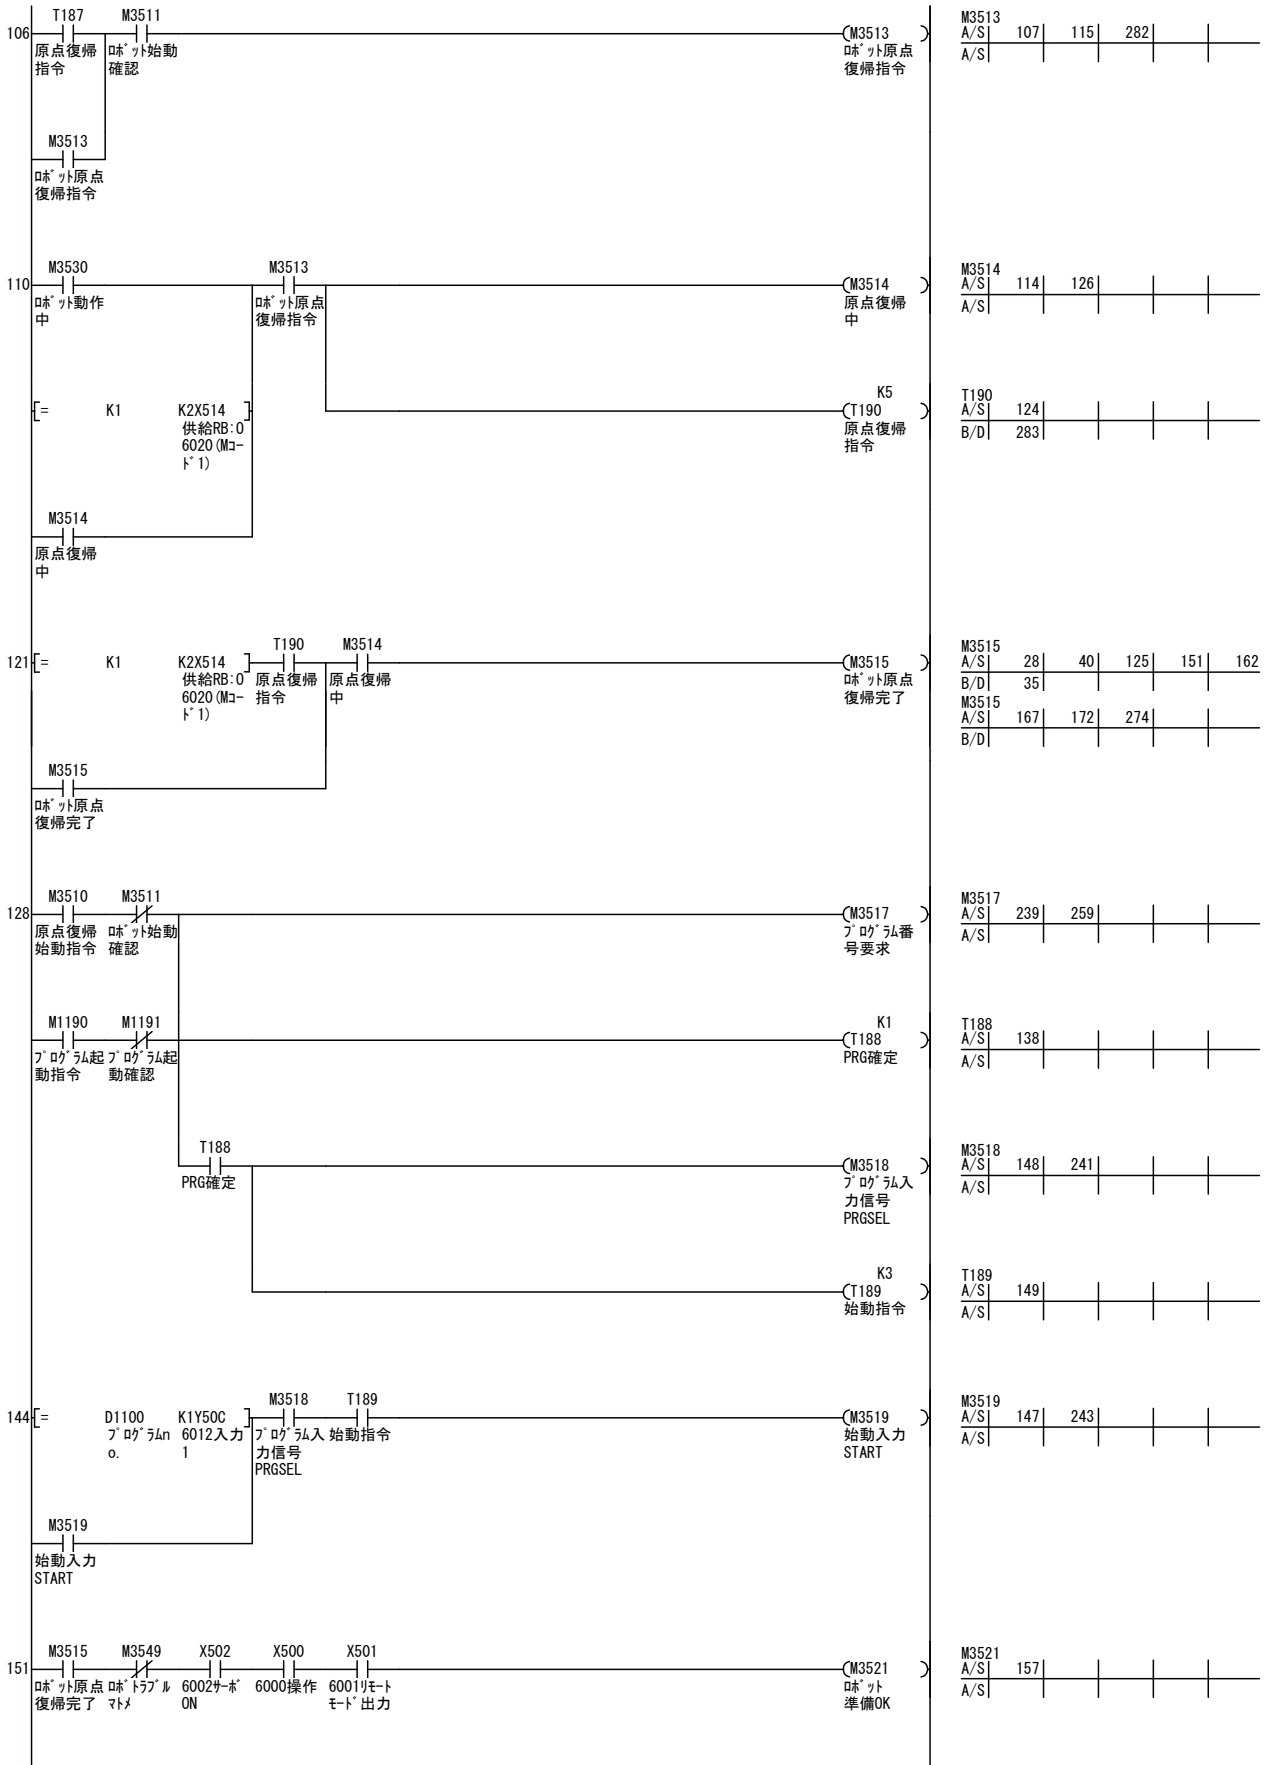 T187 M3511
106 (M3513 )
原点復帰 ﾛﾎﾞｯﾄ始動 ﾛﾎﾞｯﾄ原点
指令 確認 復帰指令
M3513
A/S 107 115 282
A/S
M3513
ﾛﾎﾞｯﾄ原点
復帰指令
M3530 M3513
110 (M3514 )
ﾛﾎﾞｯﾄ動作 ﾛﾎﾞｯﾄ原点 原点復帰
中 復帰指令 中
M3514
A/S 114 126
A/S
K5
[= K1 K2X514 ] (T190 )
供給RB:0 原点復帰
6020(Mｺｰ 指令
ﾄﾞ1)
T190
A/S 124
B/D 283
M3514
原点復帰
中
T190 M3514
121 [= K1 K2X514 ] (M3515 )
供給RB:0 原点復帰 原点復帰 ﾛﾎﾞｯﾄ原点
6020(Mｺｰ 指令 中 復帰完了
ﾄﾞ1)
M3515
A/S 28 40 125 151 162
B/D 35
M3515
A/S 167 172 274
B/D
M3515
ﾛﾎﾞｯﾄ原点
復帰完了
M3510 M3511
128 (M3517 )
原点復帰 ﾛﾎﾞｯﾄ始動 ﾌﾟﾛｸﾞﾗﾑ番
始動指令 確認 号要求
M3517
A/S 239 259
A/S
M1190 M1191 K1
(T188 )
ﾌﾟﾛｸﾞﾗﾑ起 ﾌﾟﾛｸﾞﾗﾑ起 PRG確定
動指令 動確認
T188
A/S 138
A/S
T188
(M3518 )
PRG確定 ﾌﾟﾛｸﾞﾗﾑ入
力信号
PRGSEL
M3518
A/S 148 241
A/S
K3
(T189 )
始動指令
T189
A/S 149
A/S
M3518 T189
144 [= D1100 K1Y50C ] (M3519 )
ﾌﾟﾛｸﾞﾗﾑn 6012入力 ﾌﾟﾛｸﾞﾗﾑ入 始動指令 始動入力
o. 1 力信号 START
PRGSEL
M3519
A/S 147 243
A/S
M3519
始動入力
START
M3515 M3549 X502 X500 X501
151 (M3521 )
ﾛﾎﾞｯﾄ原点 ﾛﾎﾞﾄﾗﾌﾞﾙ 6002ｻｰﾎﾞ 6000操作 6001ﾘﾓｰﾄ ﾛﾎﾞｯﾄ
復帰完了 ﾏﾄﾒ ON ﾓｰﾄﾞ出力 準備OK
M3521
A/S 157
A/S